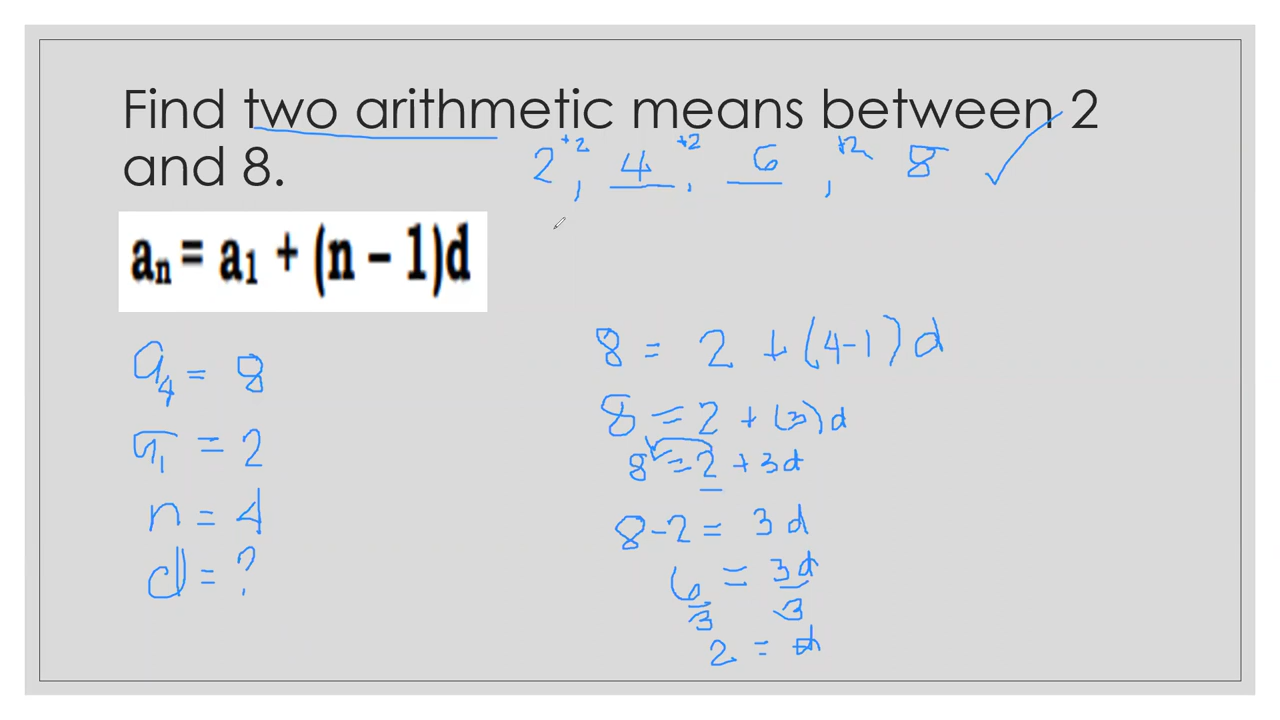 Find two arithmetic means between 2
and 8.
2 +2 , 4 +2 , 6 , +2 8 ✓
aₙ = a₁ + (n – 1)d
a₄ = 8
a₁ = 2
n = 4
d = ?
8 = 2 + (4-1) d
8 = 2 + (3) d
8 = 2 + 3d
8-2 = 3d
6/3 = 3d/3
2 = d